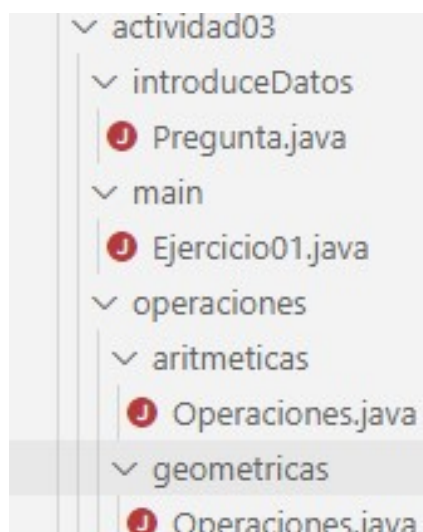 actividad03
introduceDatos
J Pregunta.java
main
J Ejercicio01.java
operaciones
aritmeticas
J Operaciones.java
geometricas
J Operaciones.java